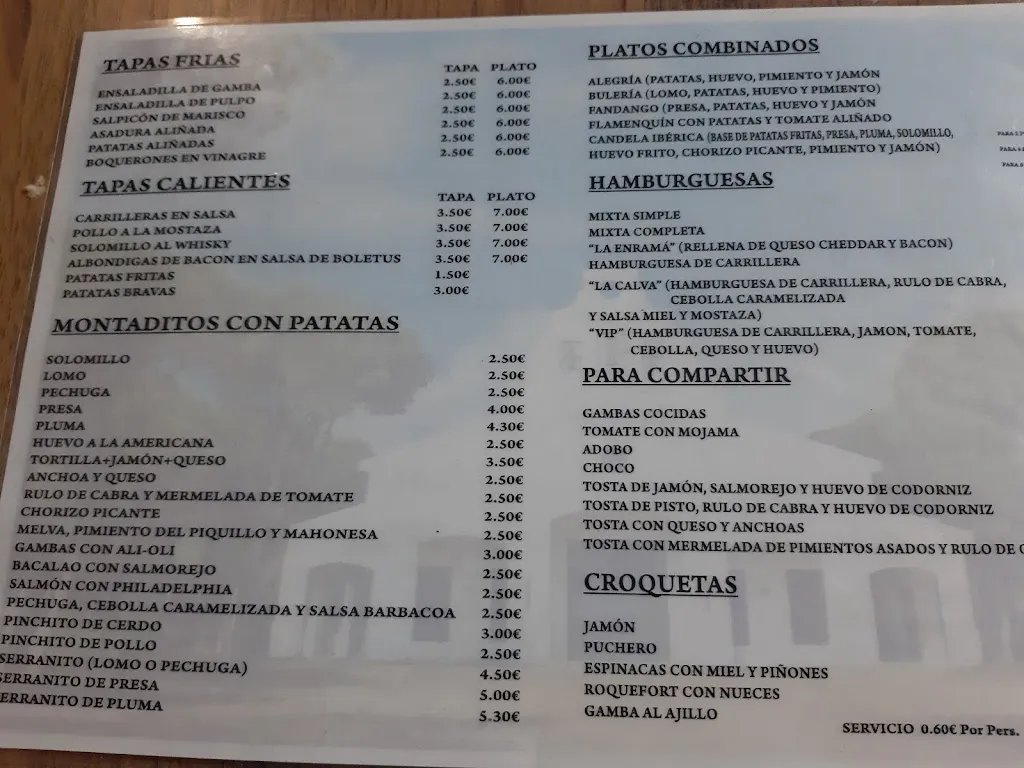 TAPAS FRIAS
TAPA PLATO
ENSALADILLA DE GAMBA 2.50€ 6.00€
ENSALADILLA DE PULPO 2.50€ 6.00€
SALPICÓN DE MARISCO 2.50€ 6.00€
ASADURA ALIÑADA 2.50€ 6.00€
PATATAS ALIÑADAS 2.50€ 6.00€
BOQUERONES EN VINAGRE 2.50€ 6.00€
TAPAS CALIENTES
TAPA PLATO
CARRILLERAS EN SALSA 3.50€ 7.00€
POLLO A LA MOSTAZA 3.50€ 7.00€
SOLOMILLO AL WHISKY 3.50€ 7.00€
ALBONDIGAS DE BACON EN SALSA DE BOLETUS 3.50€ 7.00€
PATATAS FRITAS 1.50€
PATATAS BRAVAS 3.00€
MONTADITOS CON PATATAS
SOLOMILLO 2.50€
LOMO 2.50€
PECHUGA 2.50€
PRESA 4.00€
PLUMA 4.30€
HUEVO A LA AMERICANA 2.50€
TORTILLA+JAMÓN+QUESO 3.50€
ANCHOA Y QUESO 2.50€
RULO DE CABRA Y MERMELADA DE TOMATE 2.50€
CHORIZO PICANTE 2.50€
MELVA, PIMIENTO DEL PIQUILLO Y MAHONESA 2.50€
GAMBAS CON ALI-OLI 3.00€
BACALAO CON SALMOREJO 2.50€
SALMÓN CON PHILADELPHIA 2.50€
PECHUGA, CEBOLLA CARAMELIZADA Y SALSA BARBACOA 2.50€
PINCHITO DE CERDO 3.00€
PINCHITO DE POLLO 2.50€
SERRANITO (LOMO O PECHUGA) 4.50€
SERRANITO DE PRESA 5.00€
ERRANITO DE PLUMA 5.30€
PLATOS COMBINADOS
ALEGRÍA (PATATAS, HUEVO, PIMIENTO Y JAMÓN
BULERÍA (LOMO, PATATAS, HUEVO Y PIMIENTO)
FANDANGO (PRESA, PATATAS, HUEVO Y JAMÓN
FLAMENQUÍN CON PATATAS Y TOMATE ALIÑADO
CANDELA IBÉRICA (BASE DE PATATAS FRITAS, PRESA, PLUMA, SOLOMILLO, PARA
HUEVO FRITO, CHORIZO PICANTE, PIMIENTO Y JAMÓN) PARA
PARA
HAMBURGUESAS
MIXTA SIMPLE
MIXTA COMPLETA
“LA ENRAMÁ” (RELLENA DE QUESO CHEDDAR Y BACON)
HAMBURGUESA DE CARRILLERA
“LA CALVA” (HAMBURGUESA DE CARRILLERA, RULO DE CABRA,
CEBOLLA CARAMELIZADA
Y SALSA MIEL Y MOSTAZA)
“VIP” (HAMBURGUESA DE CARRILLERA, JAMON, TOMATE,
CEBOLLA, QUESO Y HUEVO)
PARA COMPARTIR
GAMBAS COCIDAS
TOMATE CON MOJAMA
ADOBO
CHOCO
TOSTA DE JAMÓN, SALMOREJO Y HUEVO DE CODORNIZ
TOSTA DE PISTO, RULO DE CABRA Y HUEVO DE CODORNIZ
TOSTA CON QUESO Y ANCHOAS
TOSTA CON MERMELADA DE PIMIENTOS ASADOS Y RULO DE
CROQUETAS
JAMÓN
PUCHERO
ESPINACAS CON MIEL Y PIÑONES
ROQUEFORT CON NUECES
GAMBA AL AJILLO
SERVICIO 0.60€ Por Pers.